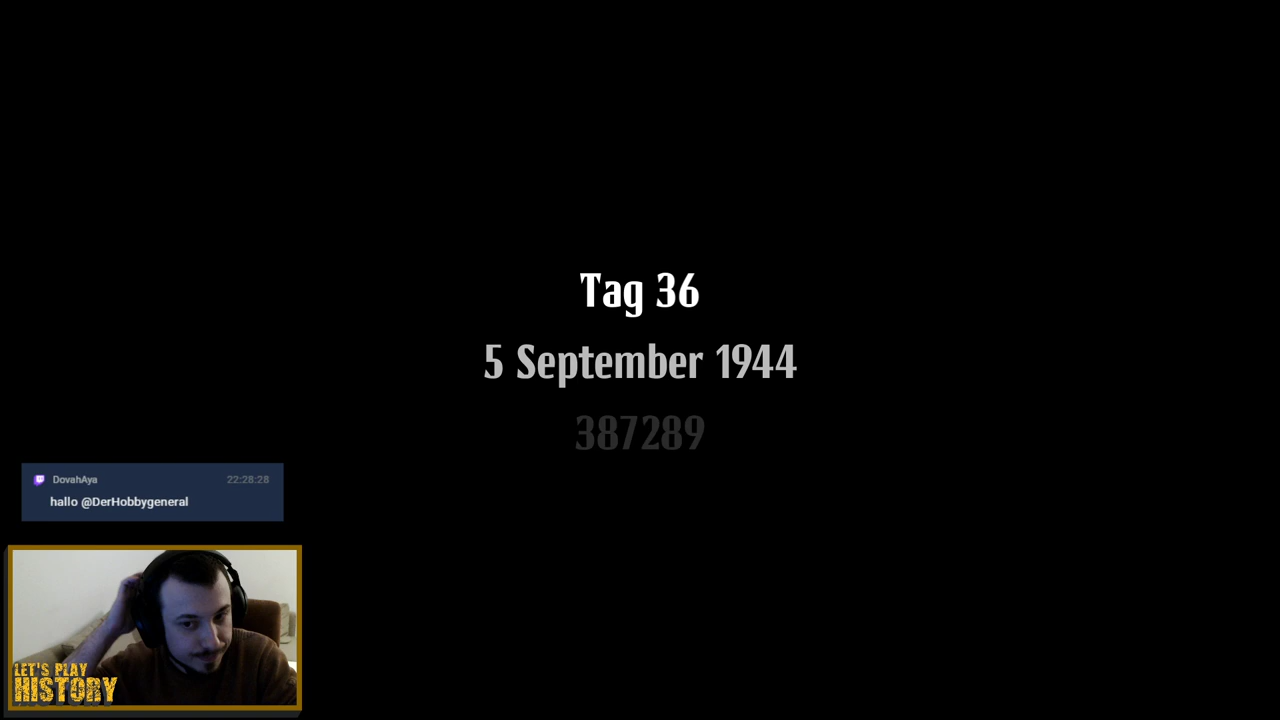 Tag 36
5 September 1944
387289
DovahAya 22:28:28
hallo @DerHobbygeneral
LET'S PLAY
HISTORY